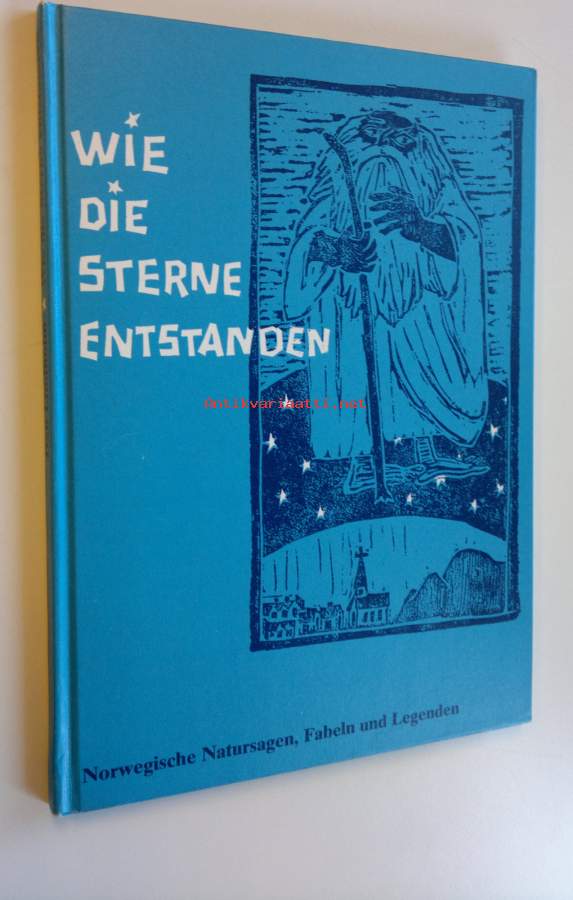 WIE
DIE
STERNE
ENTSTANDEN
Antikvariaatti.net
Norwegische Natursagen, Fabeln und Legenden